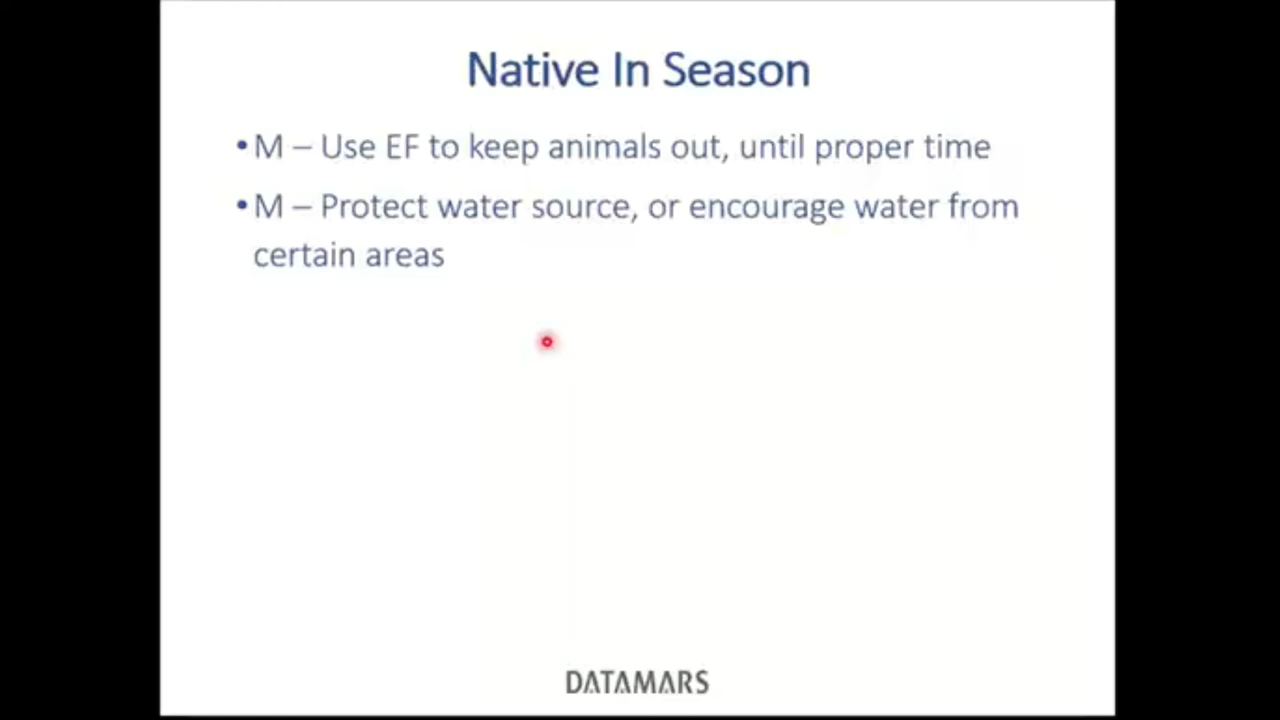 Native In Season
• M – Use EF to keep animals out, until proper time
• M – Protect water source, or encourage water from
certain areas
DATAMARS